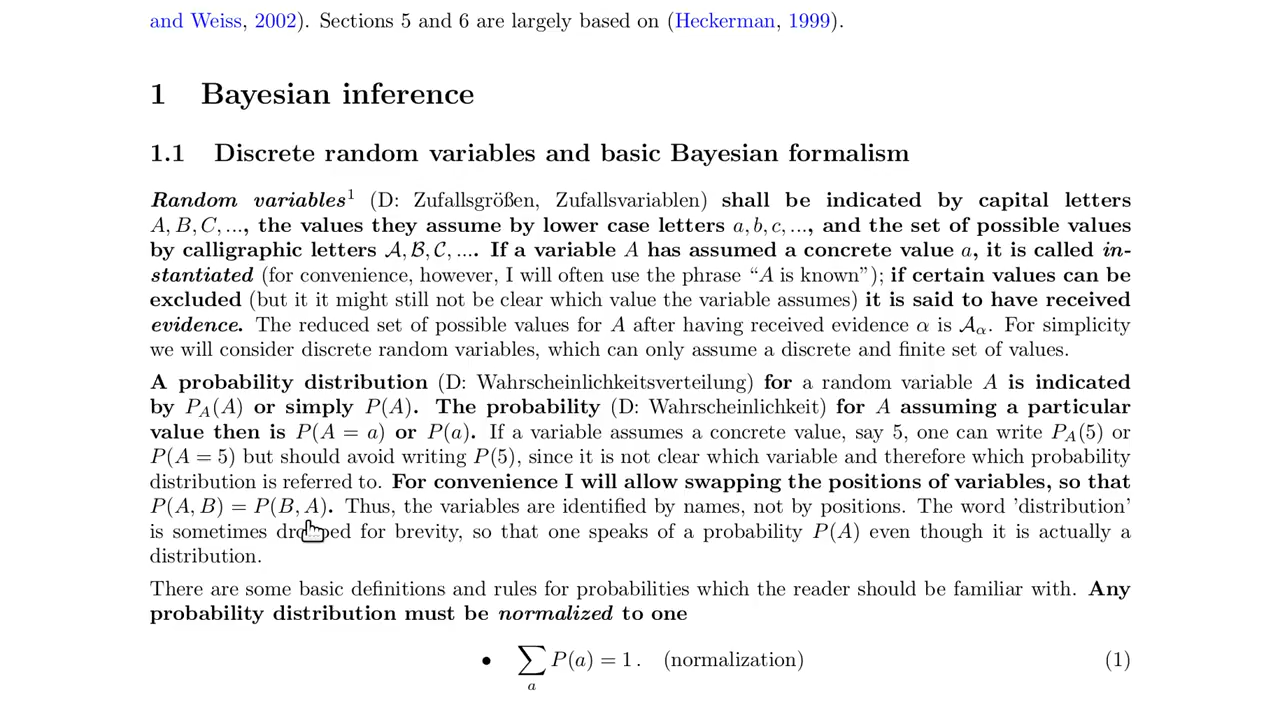 and Weiss, 2002). Sections 5 and 6 are largely based on (Heckerman, 1999).
1 Bayesian inference
1.1 Discrete random variables and basic Bayesian formalism
Random variables¹ (D: Zufallsgrößen, Zufallsvariablen) shall be indicated by capital letters
A, B, C, ..., the values they assume by lower case letters a, b, c, ..., and the set of possible values
by calligraphic letters 𝒜, ℬ, 𝒞, .... If a variable A has assumed a concrete value a, it is called in-
stantiated (for convenience, however, I will often use the phrase “A is known”); if certain values can be
excluded (but it it might still not be clear which value the variable assumes) it is said to have received
evidence. The reduced set of possible values for A after having received evidence α is 𝒜α. For simplicity
we will consider discrete random variables, which can only assume a discrete and finite set of values.
A probability distribution (D: Wahrscheinlichkeitsverteilung) for a random variable A is indicated
by P_A(A) or simply P(A). The probability (D: Wahrscheinlichkeit) for A assuming a particular
value then is P(A = a) or P(a). If a variable assumes a concrete value, say 5, one can write P_A(5) or
P(A = 5) but should avoid writing P(5), since it is not clear which variable and therefore which probability
distribution is referred to. For convenience I will allow swapping the positions of variables, so that
P(A, B) = P(B, A). Thus, the variables are identified by names, not by positions. The word 'distribution'
is sometimes dropped for brevity, so that one speaks of a probability P(A) even though it is actually a
distribution.
There are some basic definitions and rules for probabilities which the reader should be familiar with. Any
probability distribution must be normalized to one
• ∑_a P(a) = 1 . (normalization) (1)